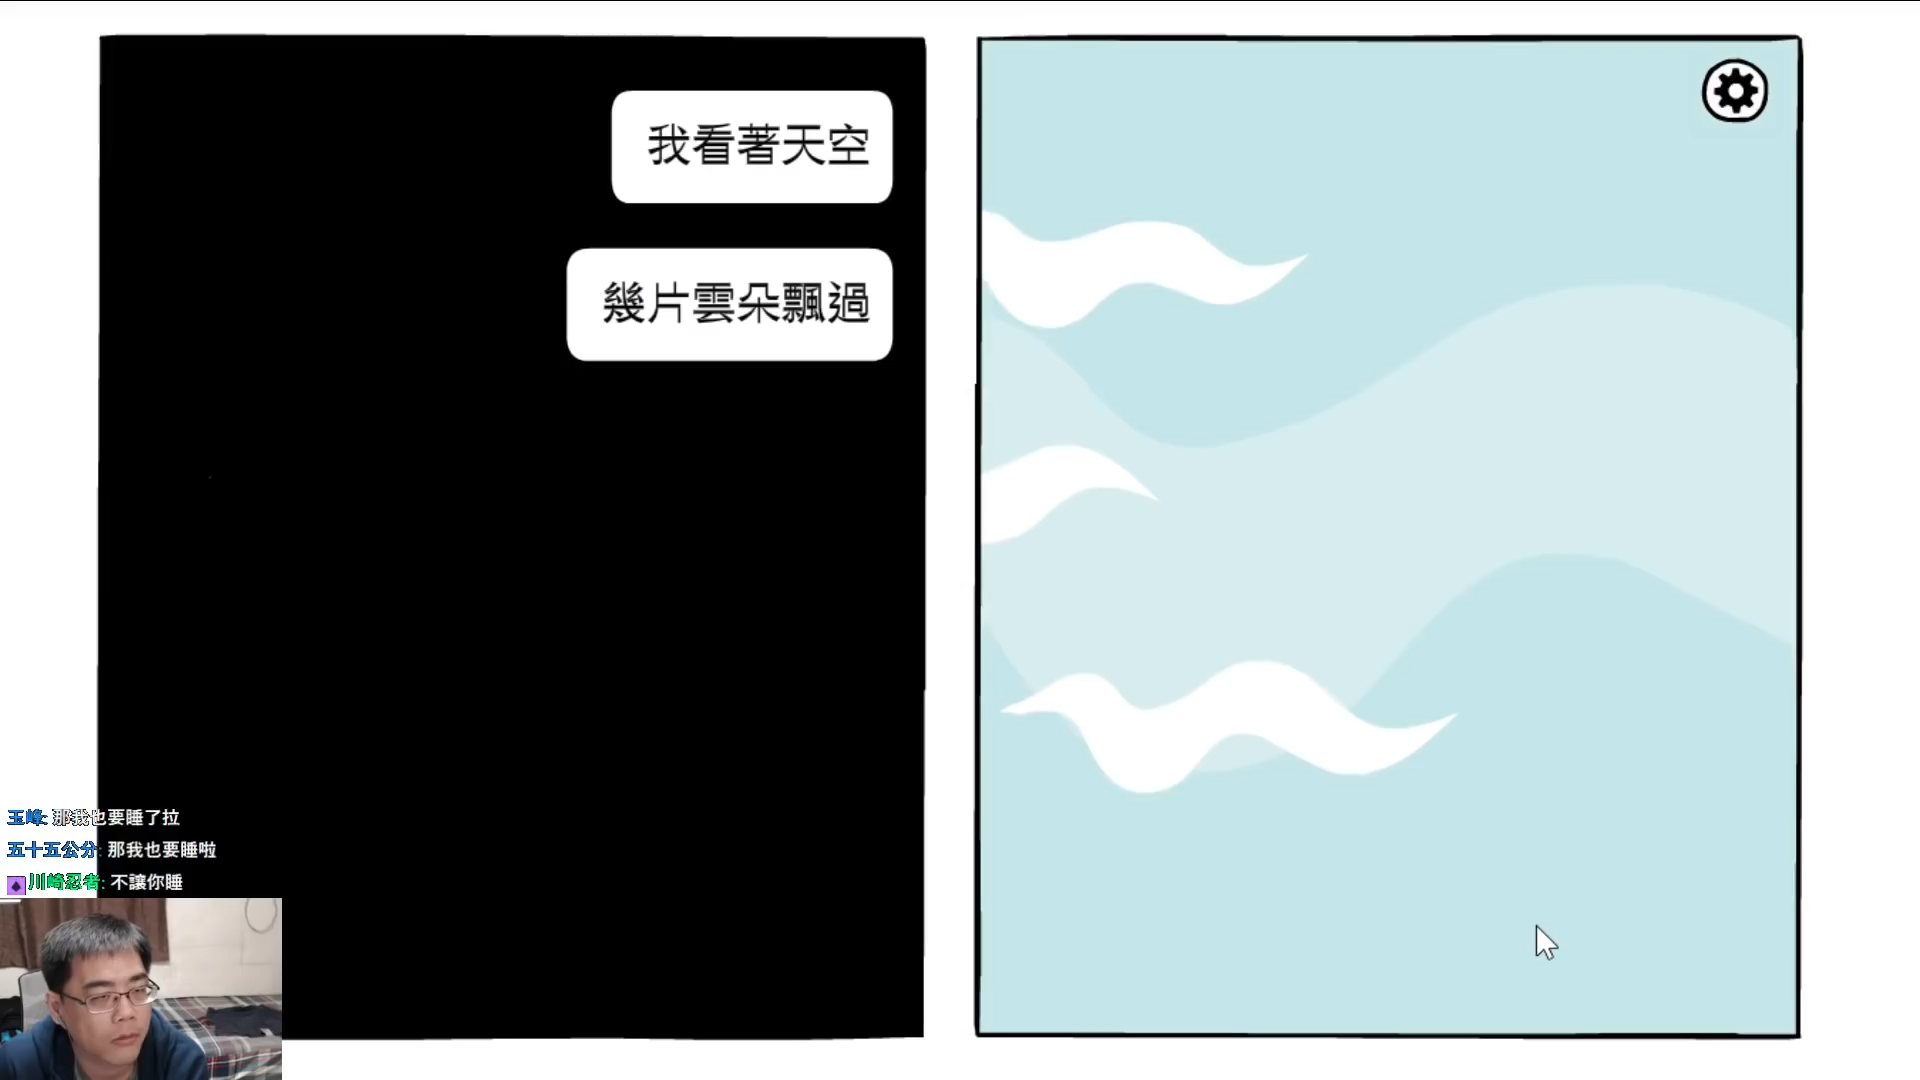 我看著天空
幾片雲朵飄過
玉峰: 那我也要睡了拉
五十五公分: 那我也要睡啦
川崎忍者: 不讓你睡